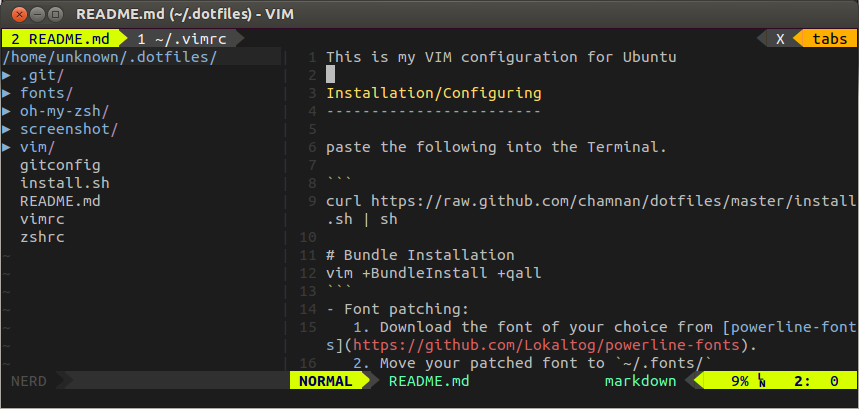 README.md (~/.dotfiles) - VIM
2 README.md 1 ~/.vimrc X tabs
/home/unknown/.dotfiles/
▶ .git/
▶ fonts/
▶ oh-my-zsh/
▶ screenshot/
▶ vim/
gitconfig
install.sh
README.md
vimrc
zshrc
~
~
~
~
~
~
~
NERD
1 This is my VIM configuration for Ubuntu
2
3 Installation/Configuring
4 ------------------------
5
6 paste the following into the Terminal.
7
8 ```
9 curl https://raw.github.com/chamnan/dotfiles/master/install
.sh | sh
10
11 # Bundle Installation
12 vim +BundleInstall +qall
13 ```
14 - Font patching:
15 1. Download the font of your choice from [powerline-font
s](https://github.com/Lokaltog/powerline-fonts).
16 2. Move your patched font to `~/.fonts/`
NORMAL README.md markdown 9% LN 2: 0